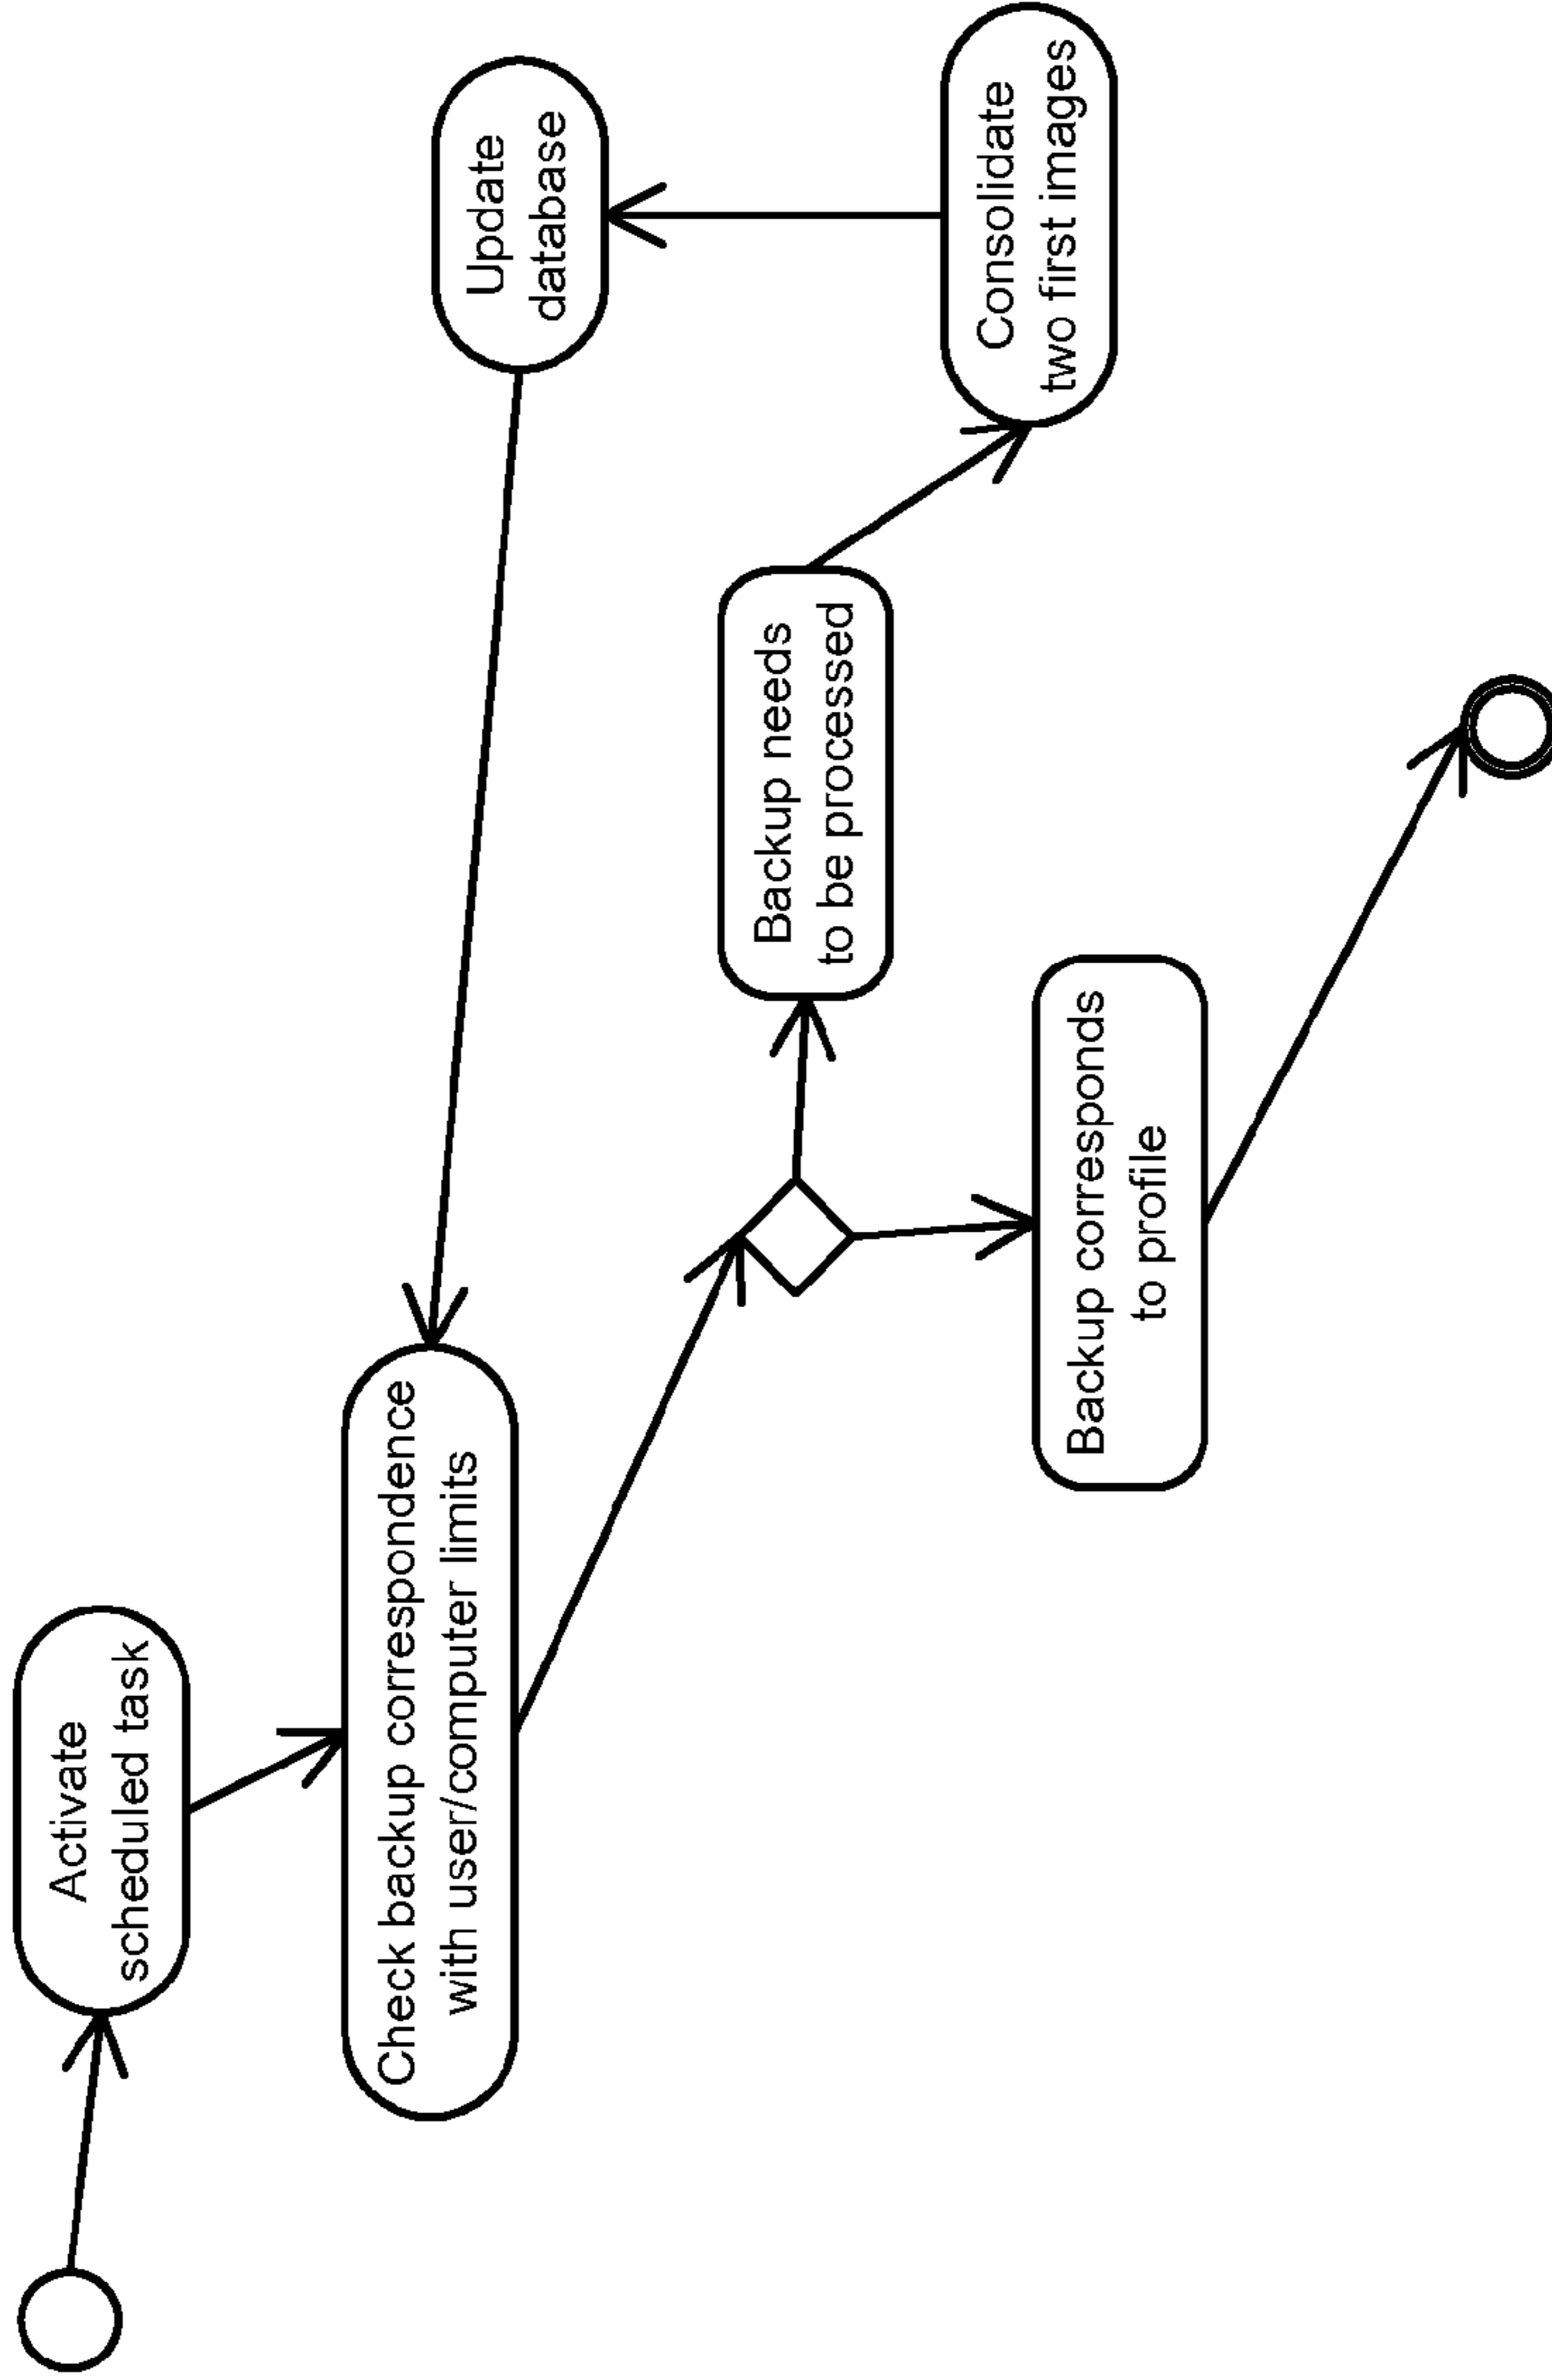 Activate
scheduled task
Check backup correspondence
with user/computer limits
Update
database
Backup needs
to be processed
Consolidate
two first images
Backup corresponds
to profile